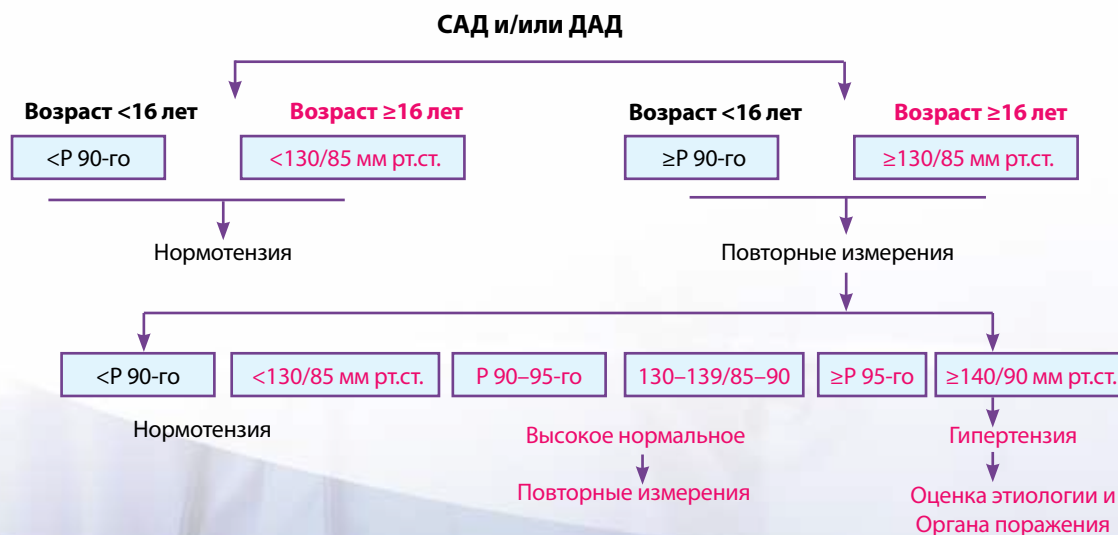 САД и/или ДАД
Возраст <16 лет
Возраст ≥16 лет
Возраст <16 лет
Возраст ≥16 лет
<Р 90-го
<130/85 мм рт.ст.
≥Р 90-го
≥130/85 мм рт.ст.
Нормотензия
Повторные измерения
<Р 90-го
<130/85 мм рт.ст.
Р 90–95-го
130–139/85–90
≥Р 95-го
≥140/90 мм рт.ст.
Нормотензия
Высокое нормальное
Гипертензия
Повторные измерения
Оценка этиологии и
Органа поражения